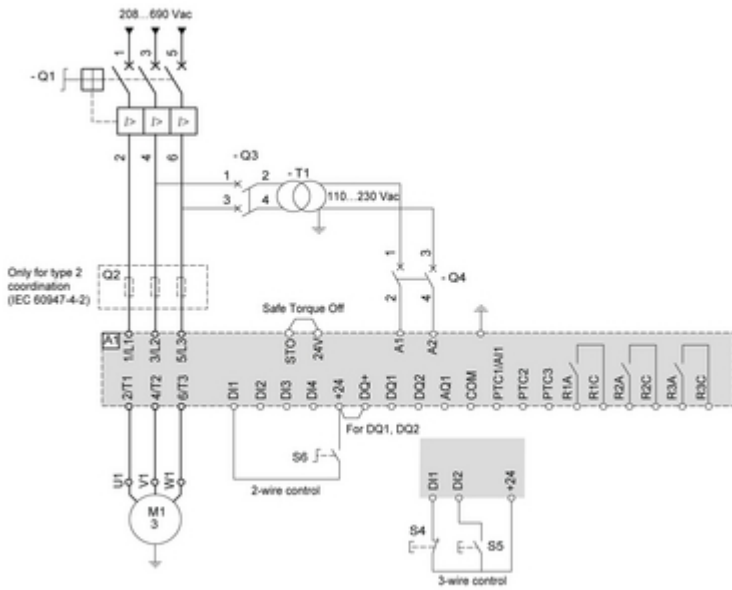 208...690 Vac
1
3
5
- Q1
I>
I>
I>
2
4
6
- Q3
1
2
3
4
- T1
110...230 Vac
1
3
- Q4
2
4
Only for type 2
coordination
(IEC 60947-4-2)
Q2
Safe Torque Off
A1
1/L1
3/L2
5/L3
STO
24V
A1
A2
2/T1
4/T2
6/T3
DI1
DI2
DI3
DI4
+24
DQ+
DQ1
DQ2
AQ1
COM
PTC1/AI1
PTC2
PTC3
R1A
R1C
R2A
R2C
R3A
R3C
For DQ1, DQ2
S6
2-wire control
U1
V1
W1
M1
3
DI1
DI2
+24
S4
S5
3-wire control